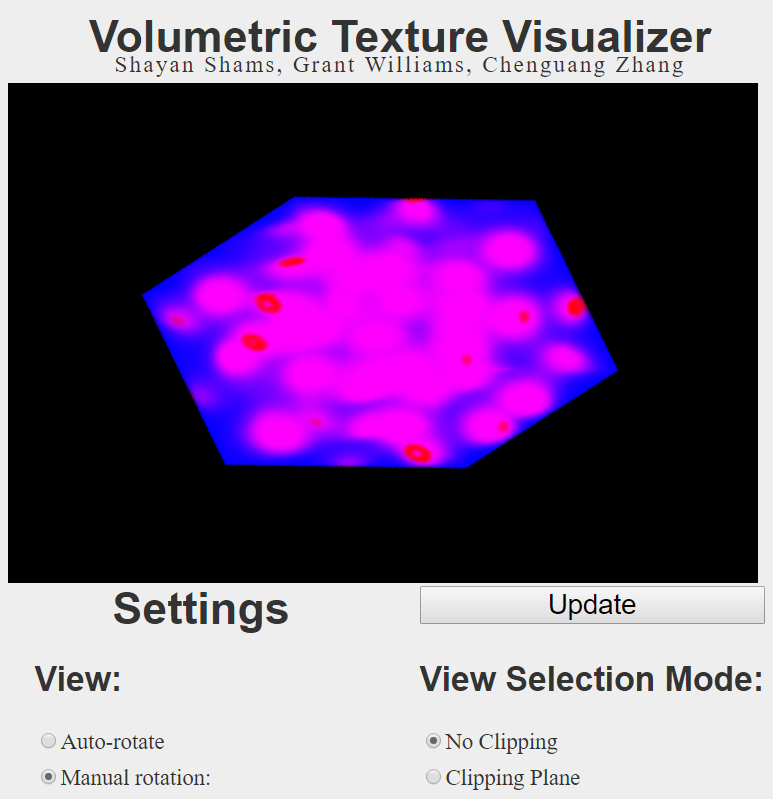 Volumetric Texture Visualizer
Shayan Shams, Grant Williams, Chenguang Zhang
Settings
Update
View:
View Selection Mode:
Auto-rotate
No Clipping
Manual rotation:
Clipping Plane